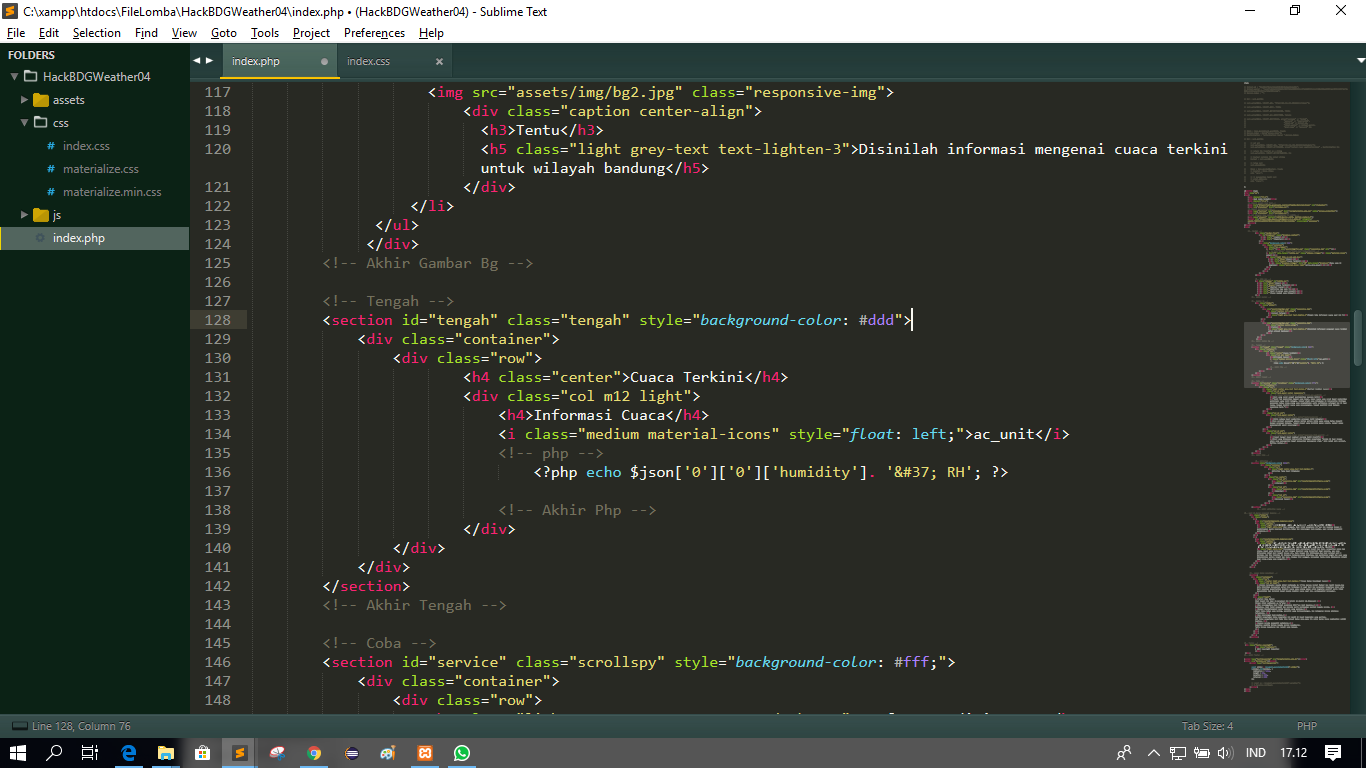 C:\xampp\htdocs\FileLomba\HackBDGWeather04\index.php • (HackBDGWeather04) - Sublime Text
File Edit Selection Find View Goto Tools Project Preferences Help
FOLDERS
HackBDGWeather04
assets
css
# index.css
# materialize.css
# materialize.min.css
js
index.php
index.php
index.css
117 <img src="assets/img/bg2.jpg" class="responsive-img">
118 <div class="caption center-align">
119 <h3>Tentu</h3>
120 <h5 class="light grey-text text-lighten-3">Disinilah informasi mengenai cuaca terkini
untuk wilayah bandung</h5>
121 </div>
122 </li>
123 </ul>
124 </div>
125 <!-- Akhir Gambar Bg -->
126
127 <!-- Tengah -->
128 <section id="tengah" class="tengah" style="background-color: #ddd">
129 <div class="container">
130 <div class="row">
131 <h4 class="center">Cuaca Terkini</h4>
132 <div class="col m12 light">
133 <h4>Informasi Cuaca</h4>
134 <i class="medium material-icons" style="float: left;">ac_unit</i>
135 <!-- php -->
136 <?php echo $json['0']['0']['humidity']. '&#37; RH'; ?>
137
138 <!-- Akhir Php -->
139 </div>
140 </div>
141 </div>
142 </section>
143 <!-- Akhir Tengah -->
144
145 <!-- Coba -->
146 <section id="service" class="scrollspy" style="background-color: #fff;">
147 <div class="container">
148 <div class="row">
Line 128, Column 76
Tab Size: 4
PHP
IND
17.12